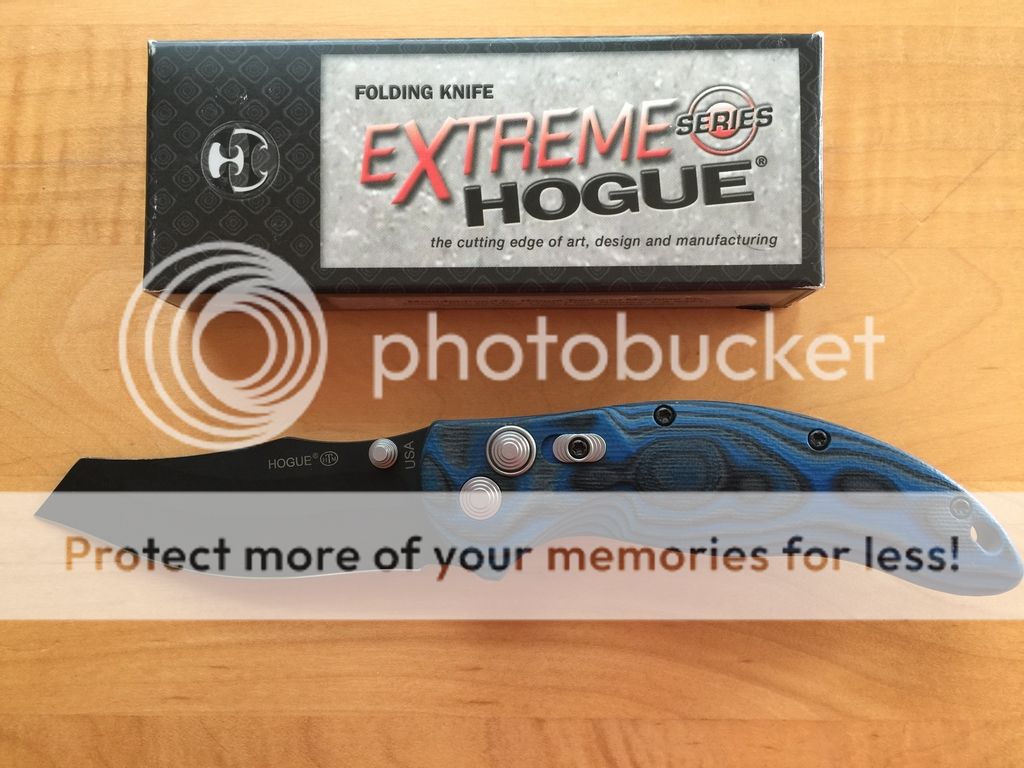 FOLDING KNIFE
EXTREME SERIES
HOGUE®
the cutting edge of art, design and manufacturing
photobucket
HOGUE®
USA
Protect more of your memories for less!